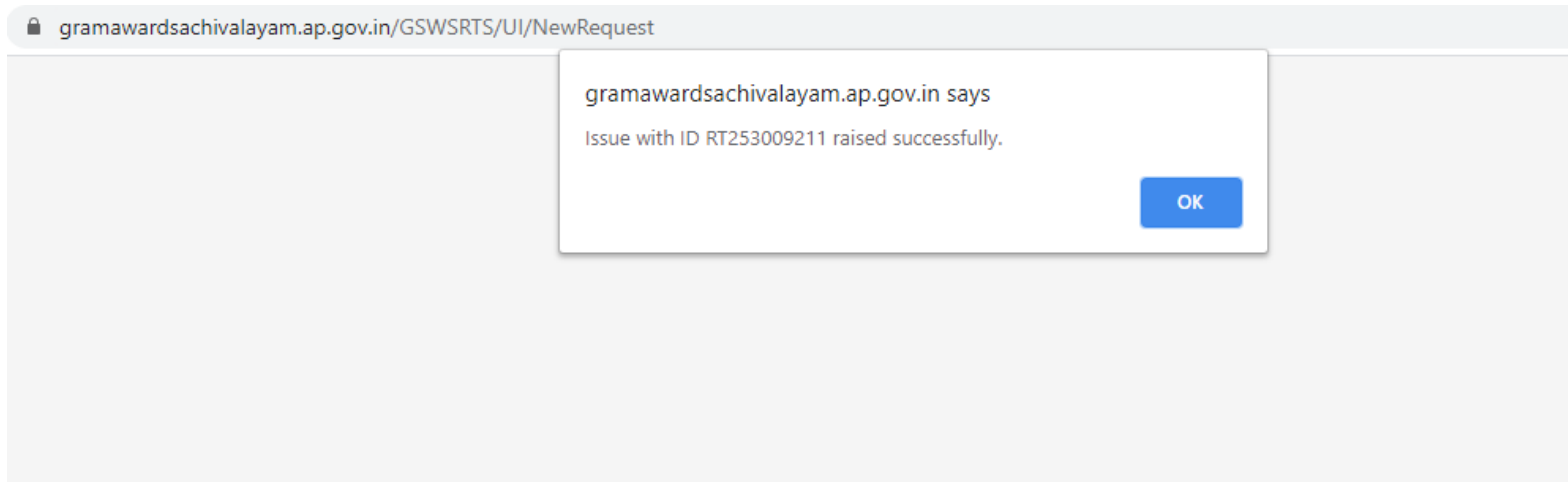 gramawardsachivalayam.ap.gov.in/GSWSRTS/UI/NewRequest
gramawardsachivalayam.ap.gov.in says
Issue with ID RT253009211 raised successfully.
OK